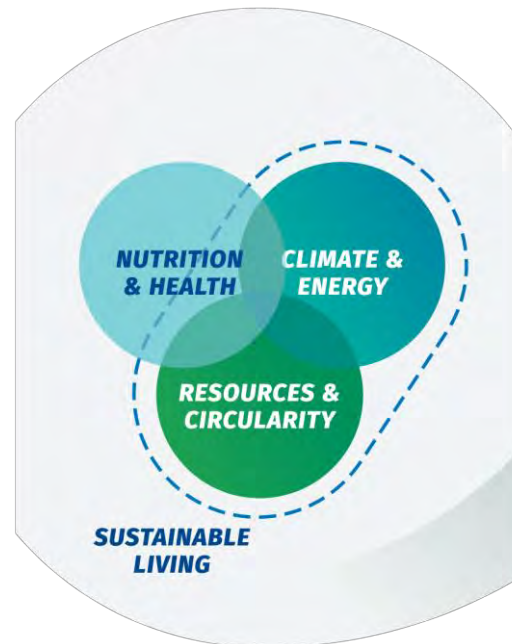 NUTRITION
& HEALTH
CLIMATE &
ENERGY
RESOURCES &
CIRCULARITY
SUSTAINABLE
LIVING